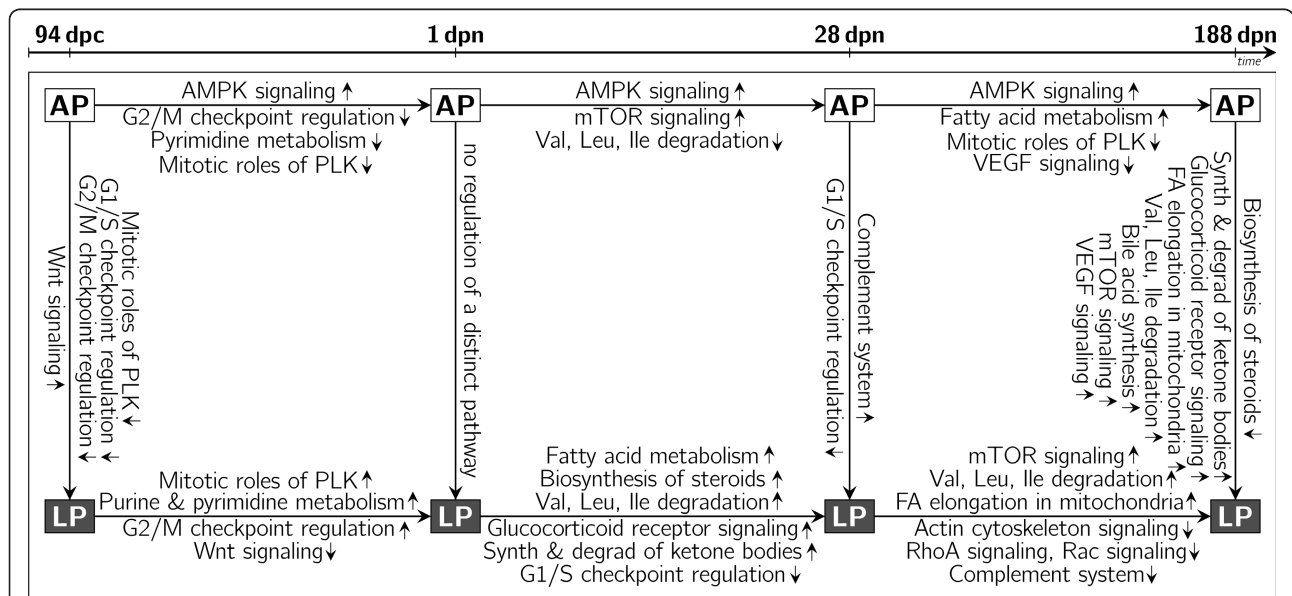 94 dpc 1 dpn 28 dpn 188 dpn
time
AP AP AP AP
AMPK signaling ↑
G2/M checkpoint regulation ↓
Pyrimidine metabolism ↓
Mitotic roles of PLK ↓
AMPK signaling ↑
mTOR signaling ↑
Val, Leu, Ile degradation ↓
AMPK signaling ↑
Fatty acid metabolism ↑
Mitotic roles of PLK ↓
VEGF signaling ↓
Mitotic roles of PLK ↓
G1/S checkpoint regulation ↓
G2/M checkpoint regulation ↓
Wnt signaling ↑
no regulation of a distinct pathway
Complement system ↑
G1/S checkpoint regulation ↓
Biosynthesis of steroids ↓
Synth & degrad of ketone bodies ↑
Glucocorticoid receptor signaling ↑
FA elongation in mitochondria ↑
Val, Leu, Ile degradation ↑
Bile acid synthesis ↑
mTOR signaling ↑
VEGF signaling ↑
LP LP LP LP
Mitotic roles of PLK ↑
Purine & pyrimidine metabolism ↑
G2/M checkpoint regulation ↑
Wnt signaling ↓
Fatty acid metabolism ↑
Biosynthesis of steroids ↑
Val, Leu, Ile degradation ↑
Glucocorticoid receptor signaling ↑
Synth & degrad of ketone bodies ↑
G1/S checkpoint regulation ↓
mTOR signaling ↑
Val, Leu, Ile degradation ↑
FA elongation in mitochondria ↑
Actin cytoskeleton signaling ↓
RhoA signaling, Rac signaling ↓
Complement system ↓